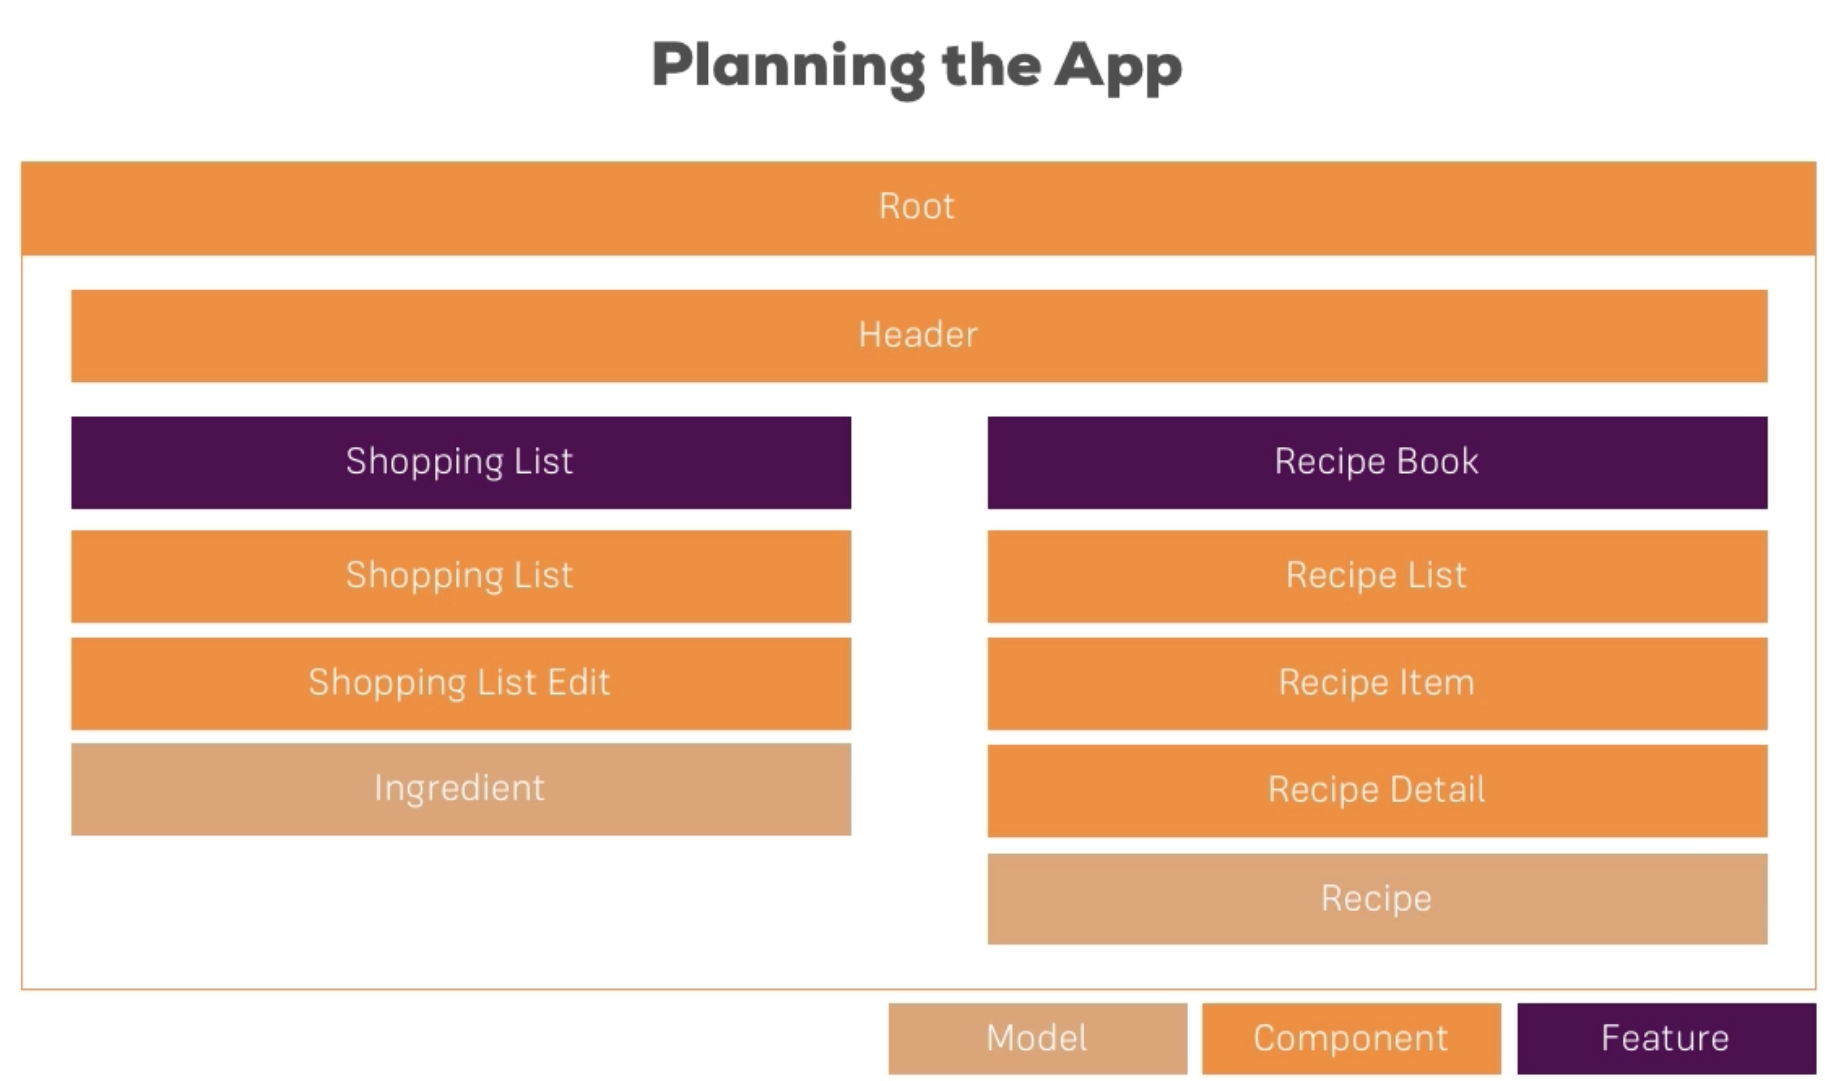 Planning the App
Root
Header
Shopping List
Shopping List
Shopping List Edit
Ingredient
Recipe Book
Recipe List
Recipe Item
Recipe Detail
Recipe
Model
Component
Feature